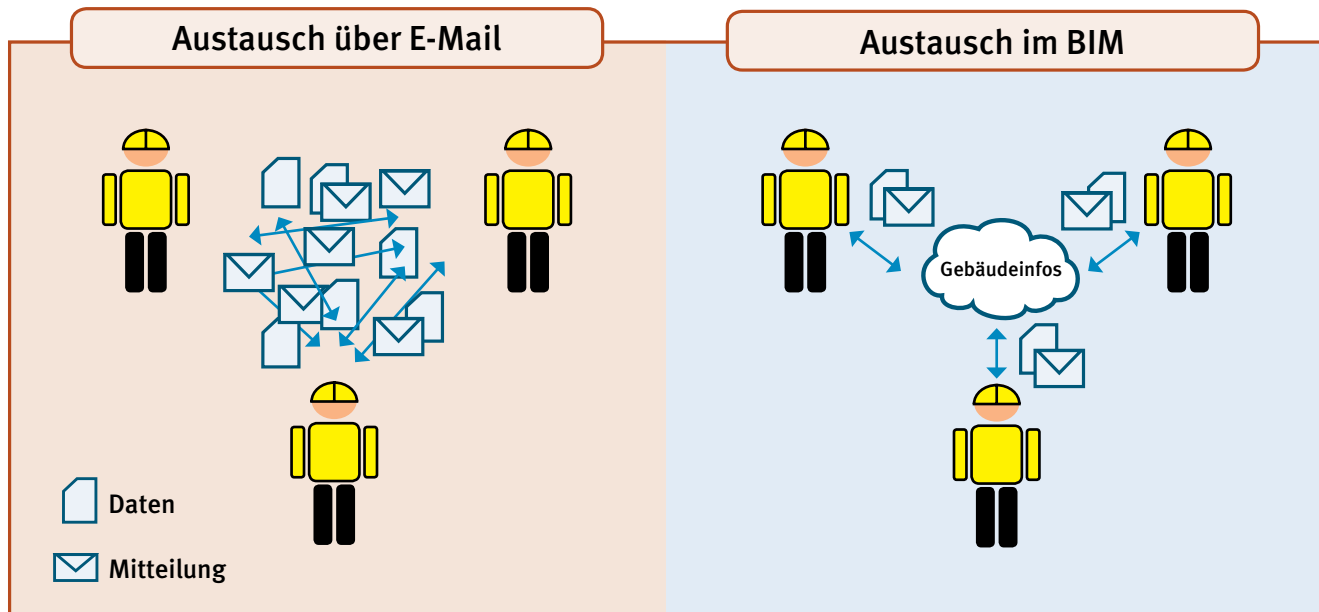 Austausch über E-Mail
Austausch im BIM
Gebäudeinfos
Daten
Mitteilung